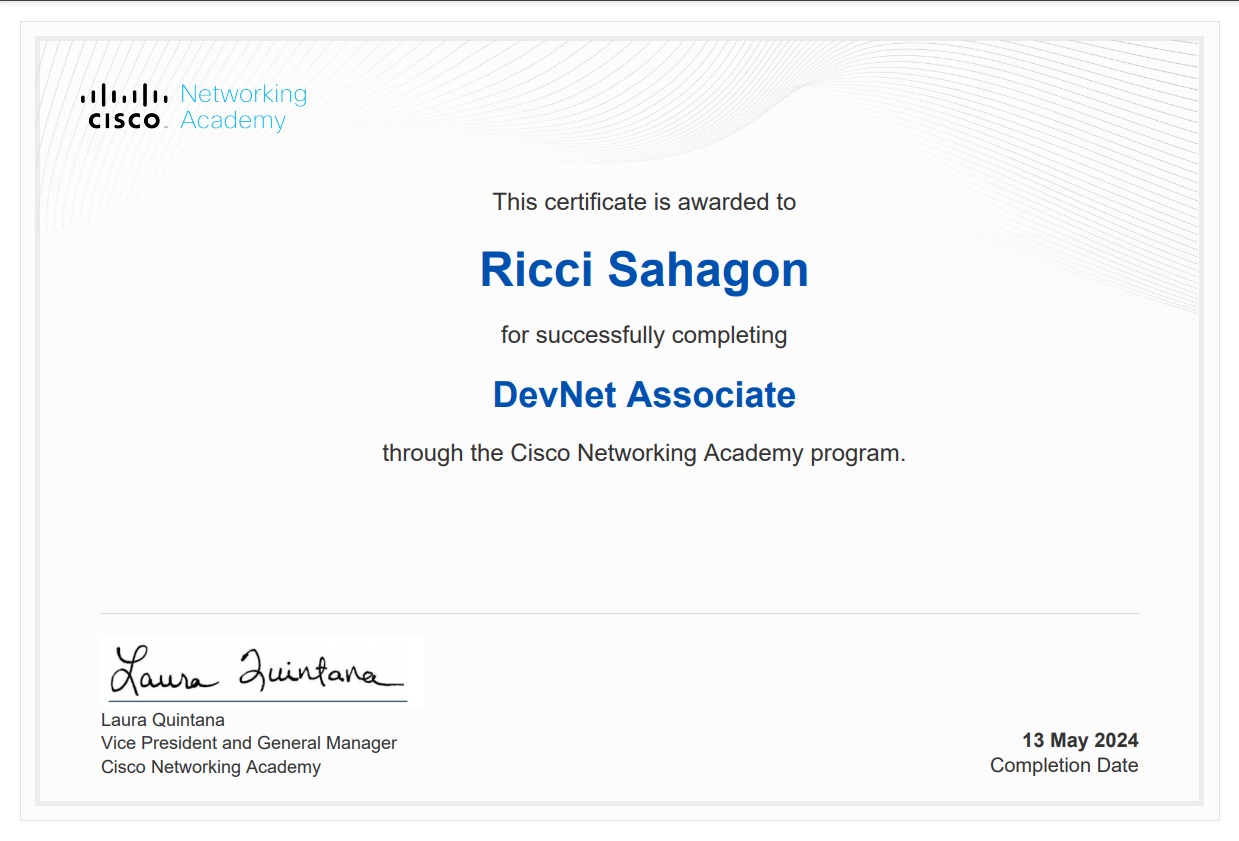 Networking
CISCO Academy
This certificate is awarded to
Ricci Sahagon
for successfully completing
DevNet Associate
through the Cisco Networking Academy program.
Laura Quintana
Laura Quintana
Vice President and General Manager
Cisco Networking Academy
13 May 2024
Completion Date